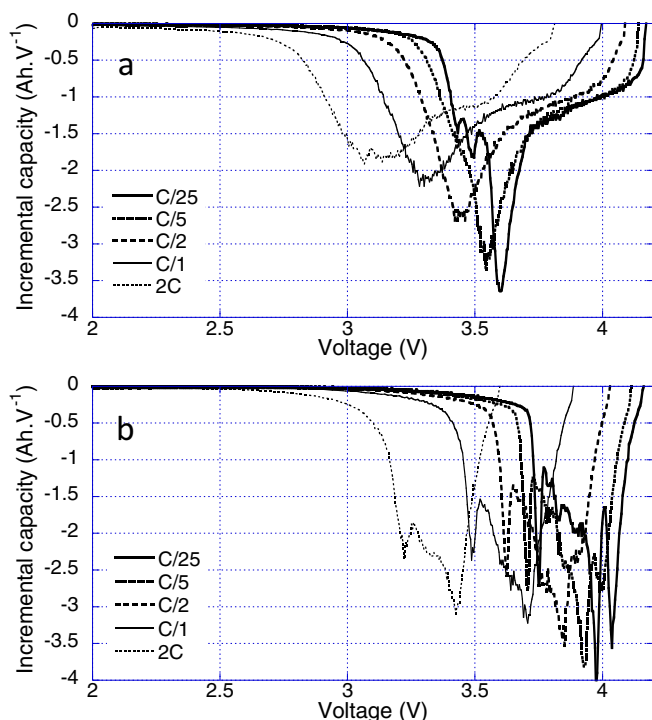 0
-0.5
-1
-1.5
-2
-2.5
-3
-3.5
-4
Incremental capacity (Ah.V⁻¹)
a
C/25
C/5
C/2
C/1
2C
2 2.5 3 3.5 4
Voltage (V)
0
-0.5
-1
-1.5
-2
-2.5
-3
-3.5
-4
Incremental capacity (Ah.V⁻¹)
b
C/25
C/5
C/2
C/1
2C
2 2.5 3 3.5 4
Voltage (V)